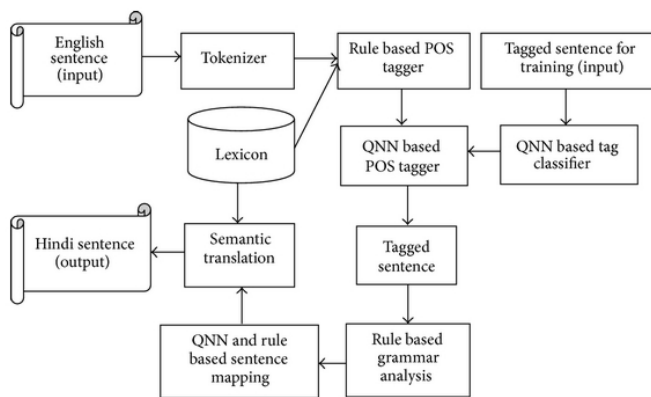 English
sentence
(input)
Tokenizer
Rule based POS
tagger
Tagged sentence for
training (input)
Lexicon
QNN based
POS tagger
QNN based tag
classifier
Hindi sentence
(output)
Semantic
translation
Tagged
sentence
QNN and rule
based sentence
mapping
Rule based
grammar
analysis